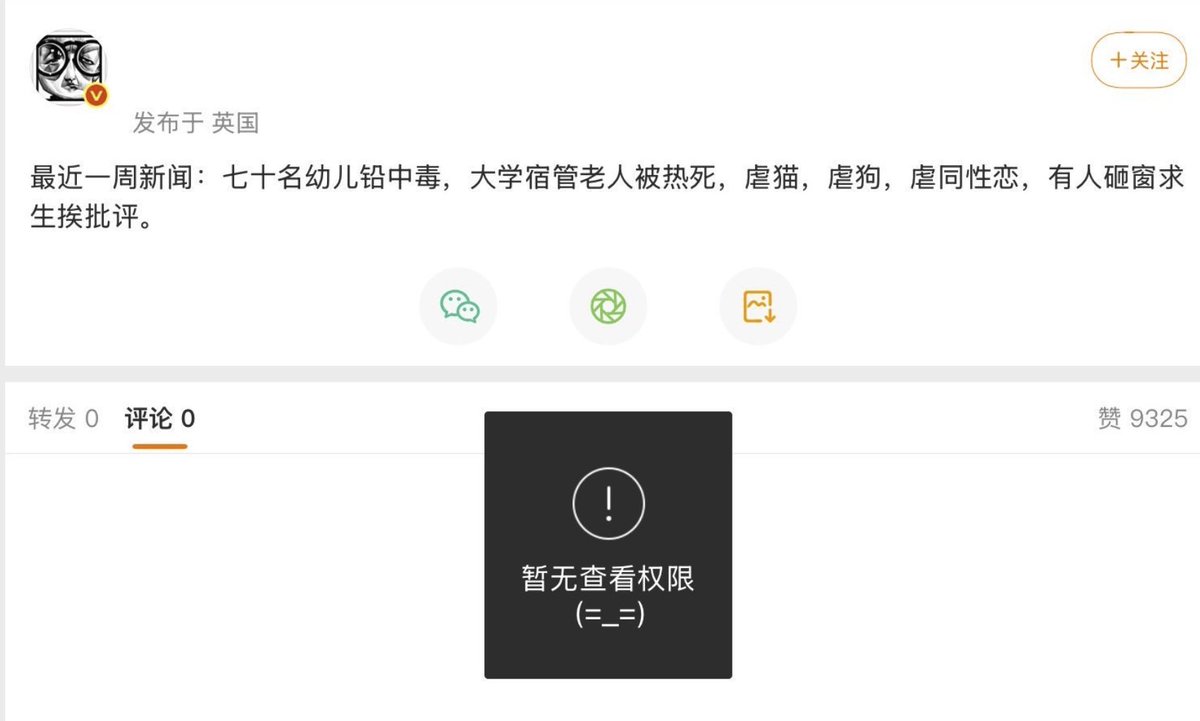 +关注
发布于 英国
最近一周新闻：七十名幼儿铅中毒，大学宿管老人被热死，虐猫，虐狗，虐同性恋，有人砸窗求
生挨批评。
转发 0 评论 0 赞 9325
暂无查看权限
(=_=)